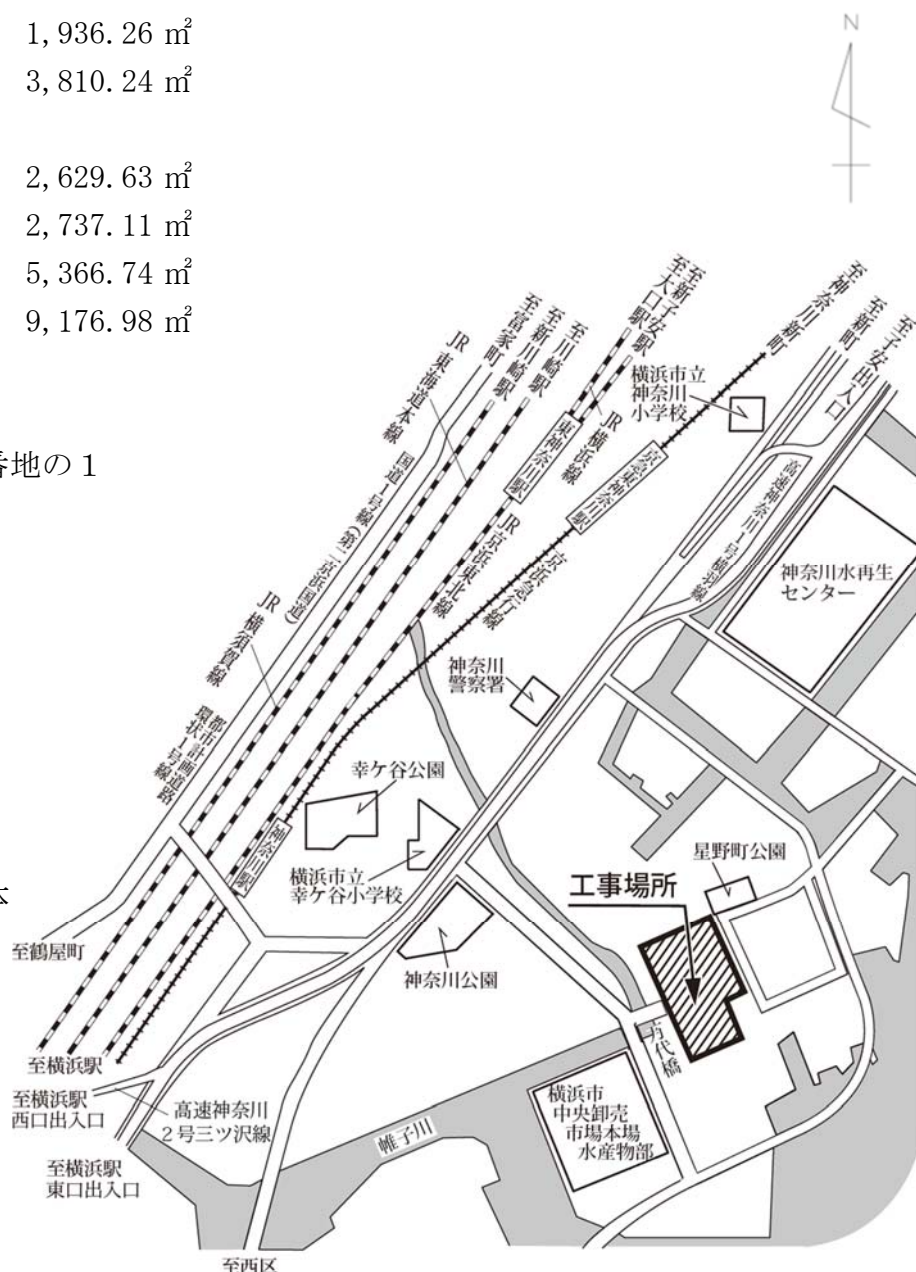 1,936.26 ㎡
3,810.24 ㎡
2,629.63 ㎡
2,737.11 ㎡
5,366.74 ㎡
9,176.98 ㎡
番地の1
本
N
至富家町
至新川崎駅
至川崎駅
至大口駅
至新子安駅
至神奈川新町
至新町
至子安出入口
JR 東海道本線
国道1号線(第二京浜国道)
JR 横須賀線
都市計画道路
環状1号線
東神奈川駅
JR 横浜線
JR 京浜東北線
京急東神奈川駅
京浜急行線
横浜市立
神奈川
小学校
高速神奈川1号横羽線
神奈川水再生
センター
神奈川
警察署
幸ケ谷公園
神奈川駅
横浜市立
幸ケ谷小学校
星野町公園
工事場所
神奈川公園
万代橋
至鶴屋町
至横浜駅
至横浜駅
西口出入口
高速神奈川
2号三ツ沢線
至横浜駅
東口出入口
帷子川
横浜市
中央卸売
市場本場
水産物部
至西区